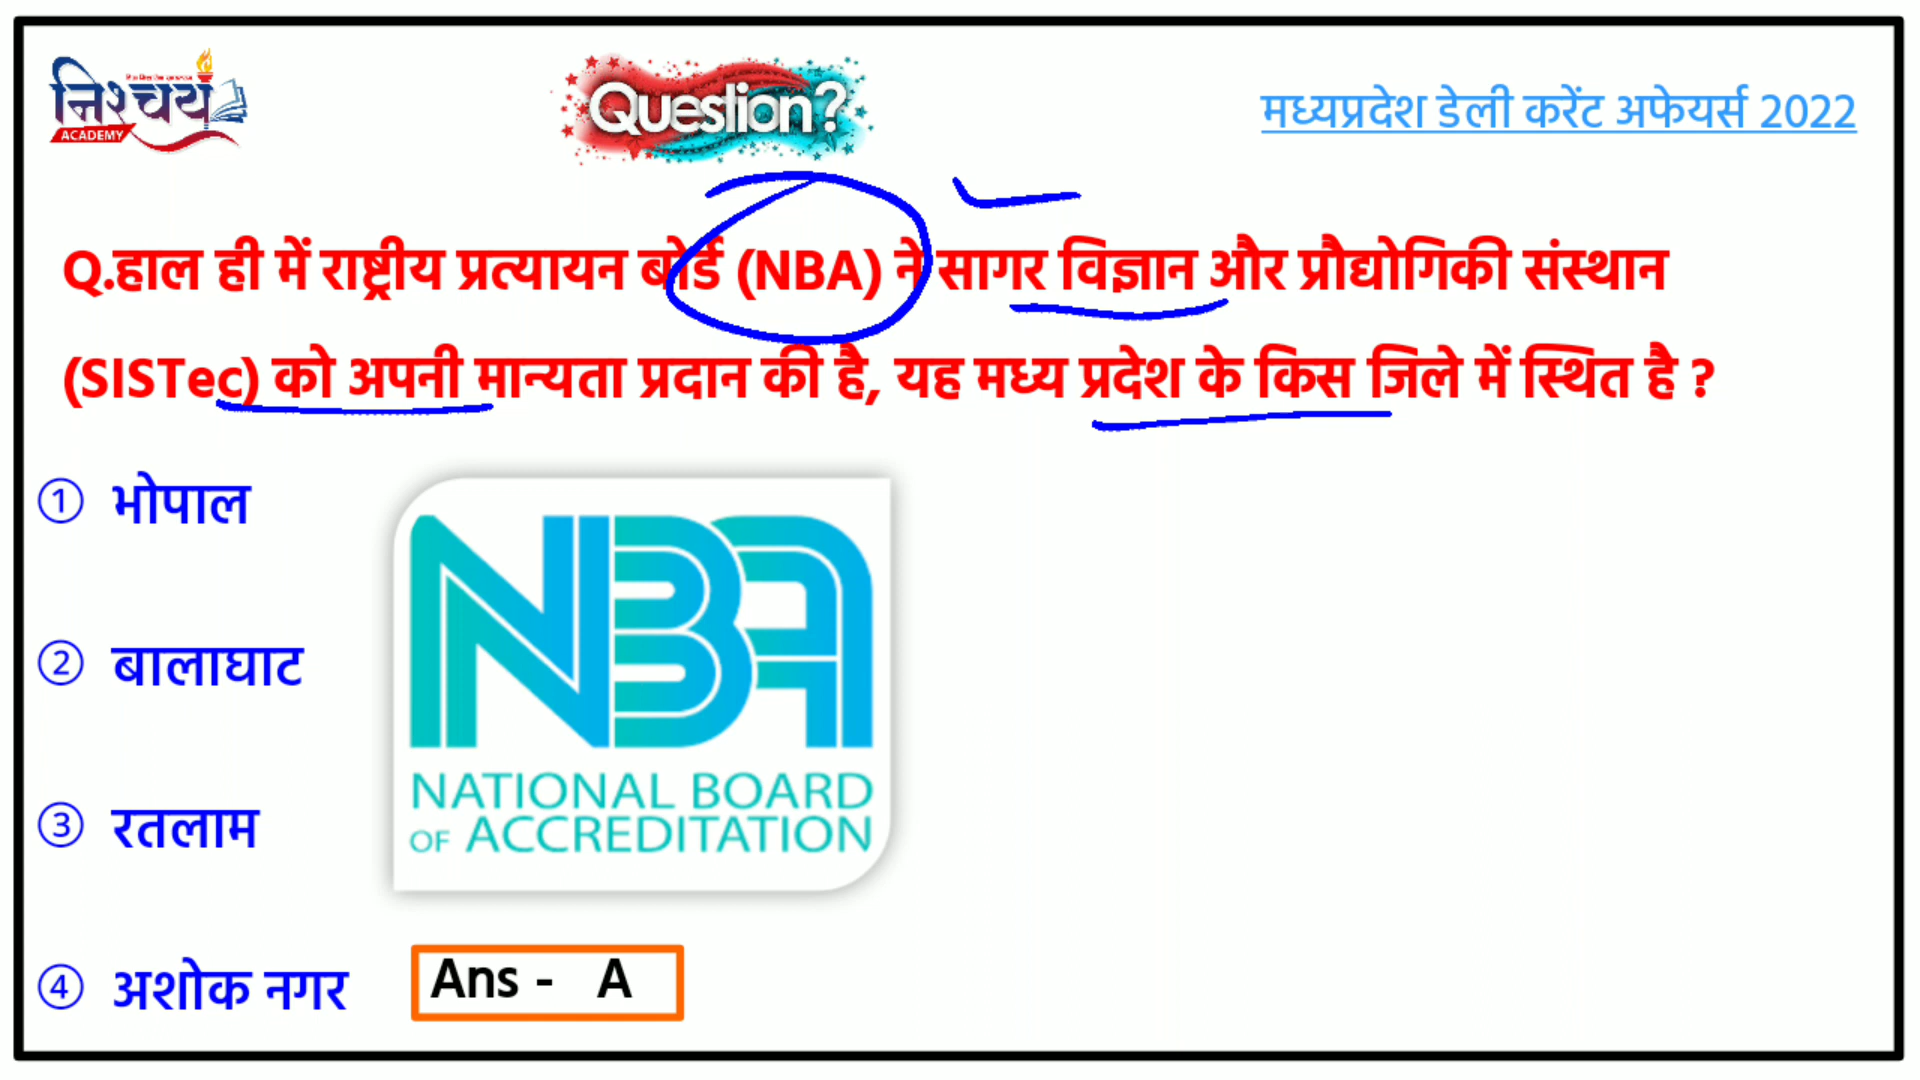 निश्चय
ACADEMY
Question?
मध्यप्रदेश डेली करेंट अफेयर्स 2022
Q.हाल ही में राष्ट्रीय प्रत्यायन बोर्ड (NBA) ने सागर विज्ञान और प्रौद्योगिकी संस्थान
(SISTec) को अपनी मान्यता प्रदान की है, यह मध्य प्रदेश के किस जिले में स्थित है ?
① भोपाल
② बालाघाट
③ रतलाम
④ अशोक नगर
NBA
NATIONAL BOARD
OF ACCREDITATION
Ans - A